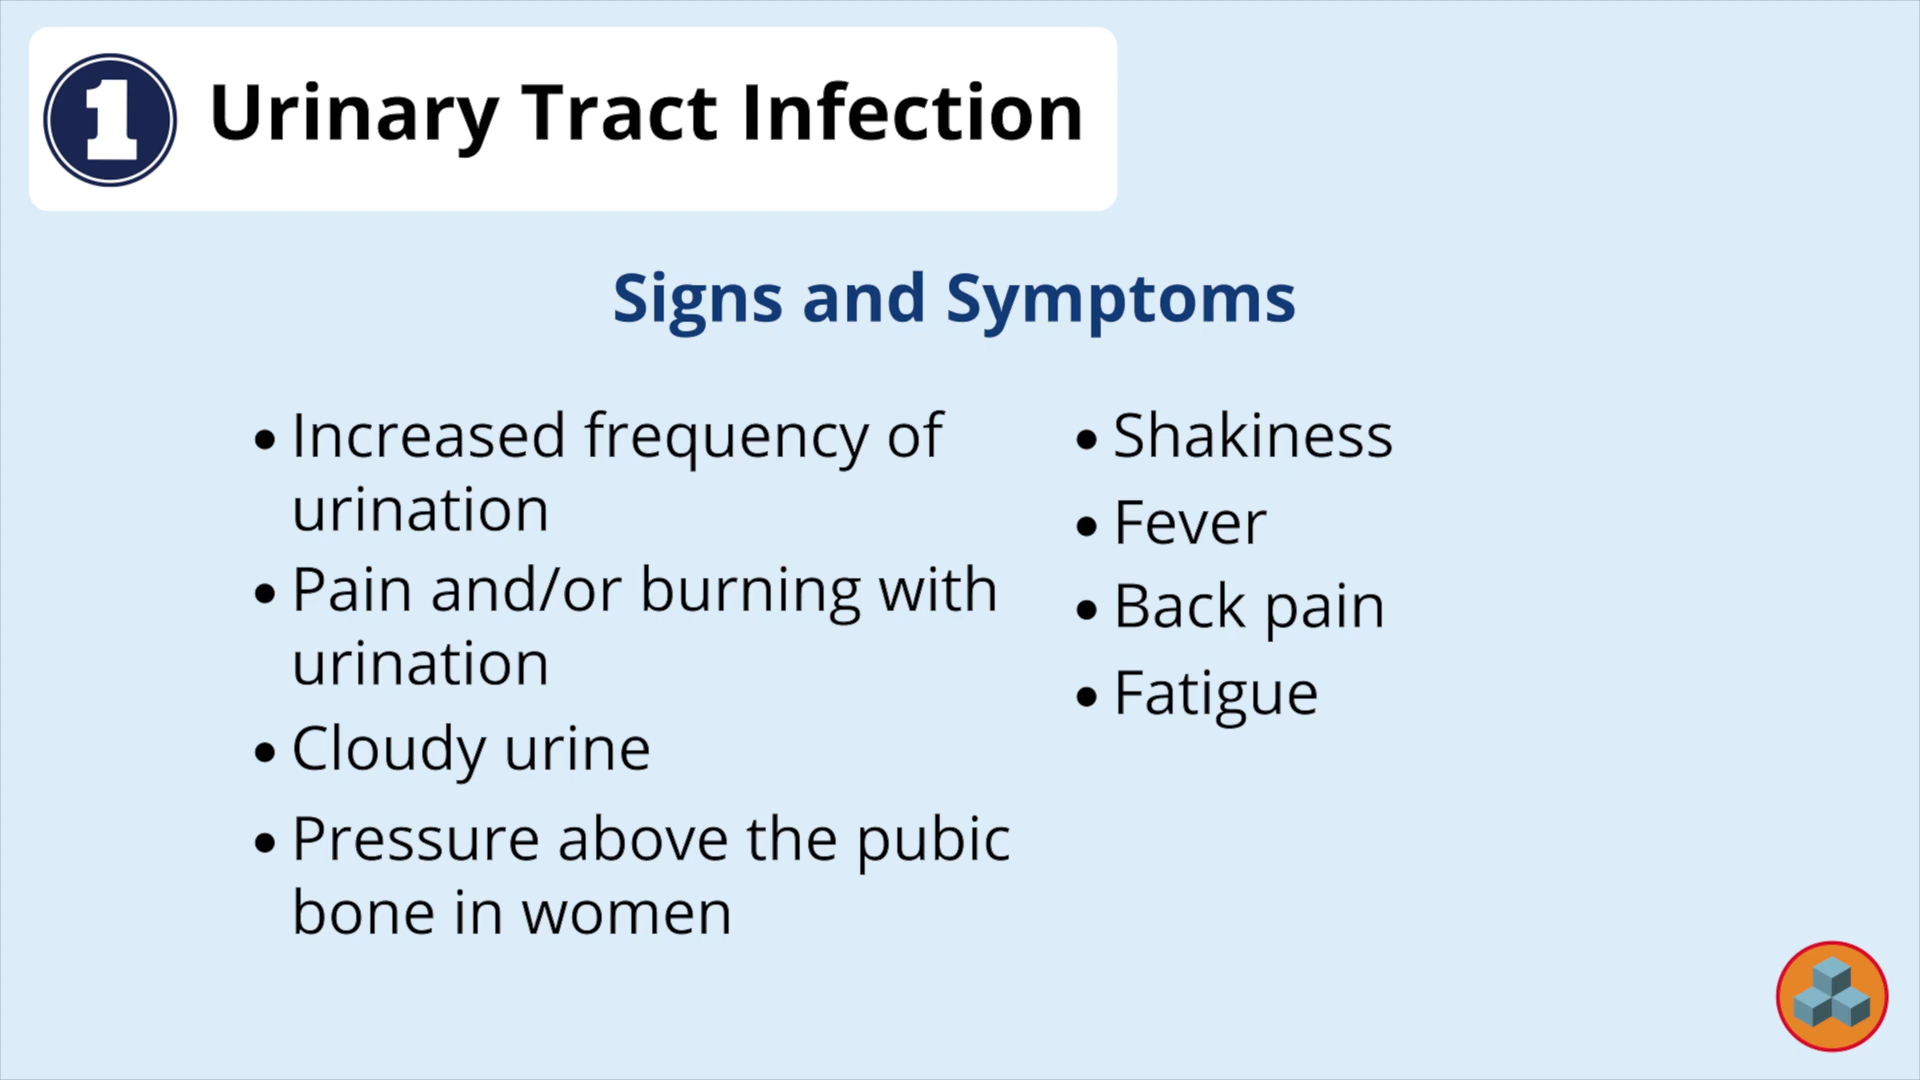 1 Urinary Tract Infection
Signs and Symptoms
• Increased frequency of
urination
• Pain and/or burning with
urination
• Cloudy urine
• Pressure above the pubic
bone in women
• Shakiness
• Fever
• Back pain
• Fatigue